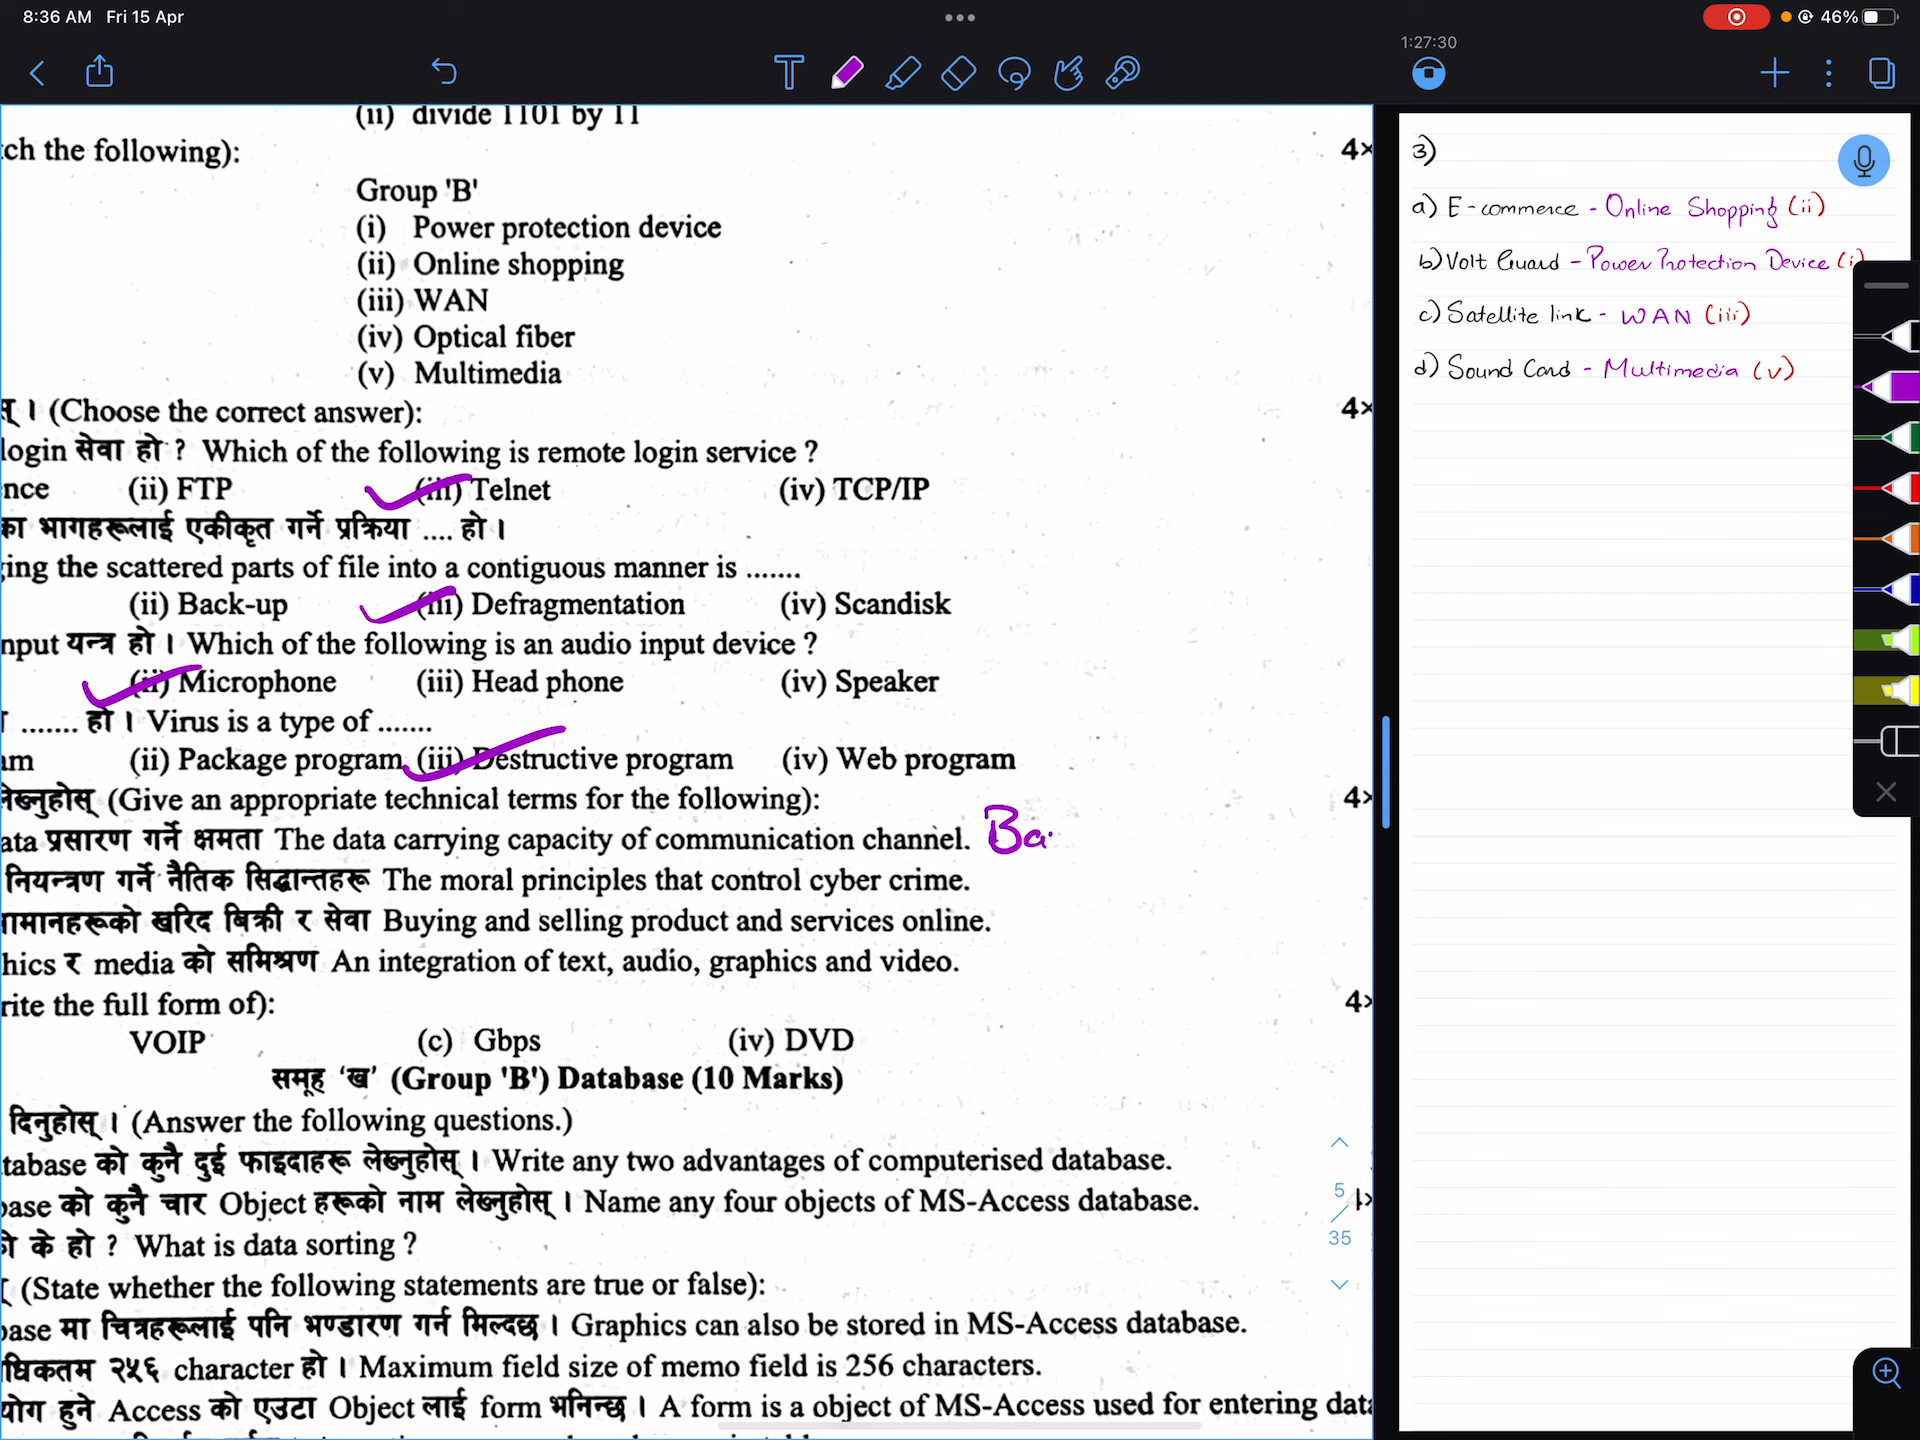 8:36 AM Fri 15 Apr
46%
1:27:30
(ii) divide 1101 by 11
ch the following):
4×
Group 'B'
(i) Power protection device
(ii) Online shopping
(iii) WAN
(iv) Optical fiber
(v) Multimedia
। (Choose the correct answer):
4×
login सेवा हो ? Which of the following is remote login service ?
nce (ii) FTP (iii) Telnet (iv) TCP/IP
का भागहरूलाई एकीकृत गर्ने प्रक्रिया .... हो ।
ing the scattered parts of file into a contiguous manner is .......
(ii) Back-up (iii) Defragmentation (iv) Scandisk
nput यन्त्र हो । Which of the following is an audio input device ?
(ii) Microphone (iii) Head phone (iv) Speaker
....... हो । Virus is a type of .......
am (ii) Package program (iii) Destructive program (iv) Web program
लेख्नुहोस् (Give an appropriate technical terms for the following):
4×
ata प्रसारण गर्ने क्षमता The data carrying capacity of communication channel. Ba
नियन्त्रण गर्ने नैतिक सिद्धान्तहरू The moral principles that control cyber crime.
सामानहरूको खरिद बिक्री र सेवा Buying and selling product and services online.
hics र media को समिश्रण An integration of text, audio, graphics and video.
rite the full form of):
4×
VOIP (c) Gbps (iv) DVD
समूह 'ख' (Group 'B') Database (10 Marks)
दिनुहोस् । (Answer the following questions.)
tabase को कुनै दुई फाइदाहरू लेख्नुहोस् । Write any two advantages of computerised database.
base को कुनै चार Object हरूको नाम लेख्नुहोस् । Name any four objects of MS-Access database.
के हो ? What is data sorting ?
(State whether the following statements are true or false):
base मा चित्रहरूलाई पनि भण्डारण गर्न मिल्दछ । Graphics can also be stored in MS-Access database.
धिकतम २५६ character हो । Maximum field size of memo field is 256 characters.
योग हुने Access को एउटा Object लाई form भनिन्छ । A form is a object of MS-Access used for entering data
5
35
3)
a) E-commerce - Online Shopping (ii)
b) Volt Guard - Power Protection Device (i)
c) Satellite link - WAN (iii)
d) Sound Card - Multimedia (v)